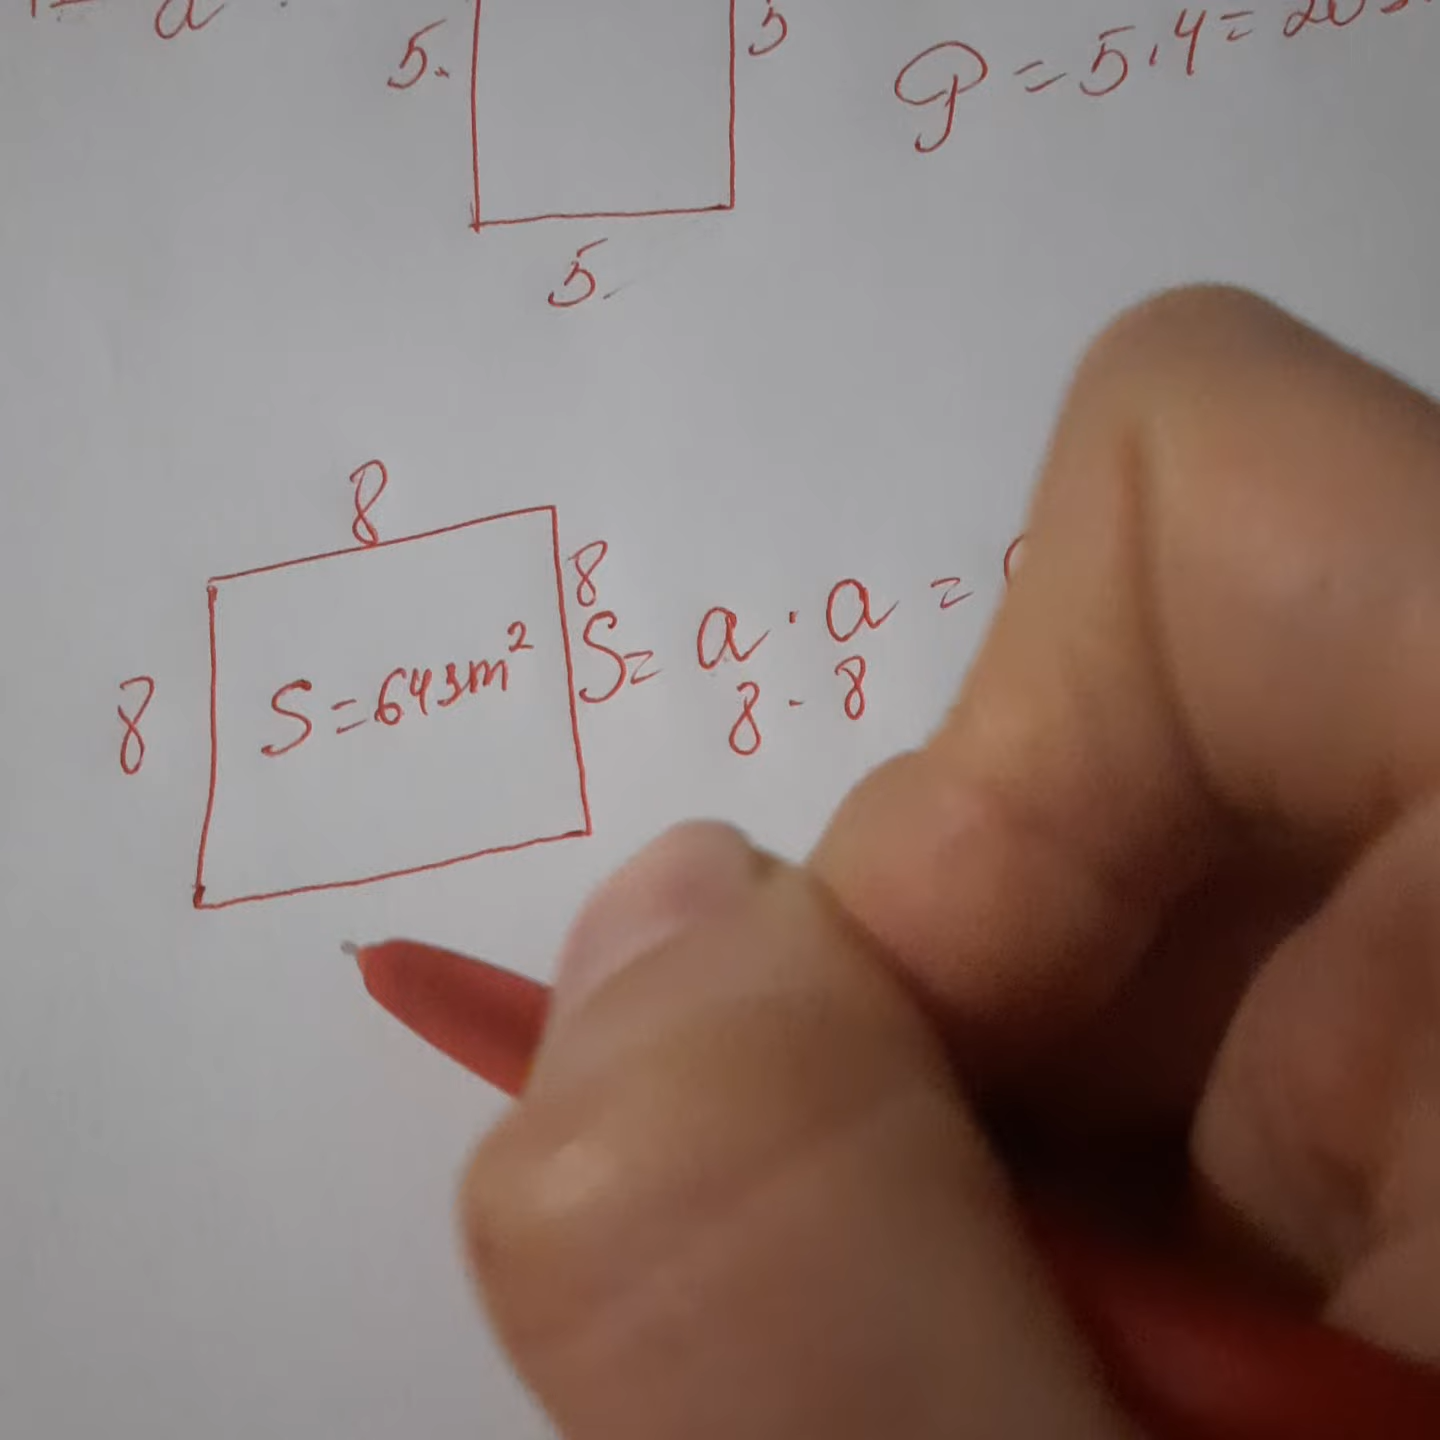 a
5.
5
P = 5.4 = 20
5.
8
8
8
S = 64 sm²
S = a · a =
8 - 8